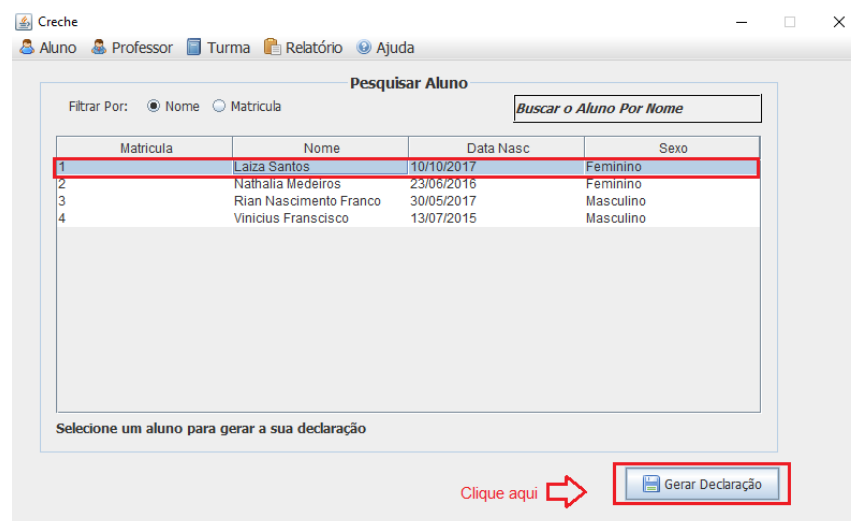 Creche
Aluno Professor Turma Relatório Ajuda
Pesquisar Aluno
Filtrar Por: Nome Matricula Buscar o Aluno Por Nome
Matricula Nome Data Nasc Sexo
1 Laiza Santos 10/10/2017 Feminino
2 Nathalia Medeiros 23/06/2016 Feminino
3 Rian Nascimento Franco 30/05/2017 Masculino
4 Vinicius Franscisco 13/07/2015 Masculino
Selecione um aluno para gerar a sua declaração
Clique aqui Gerar Declaração